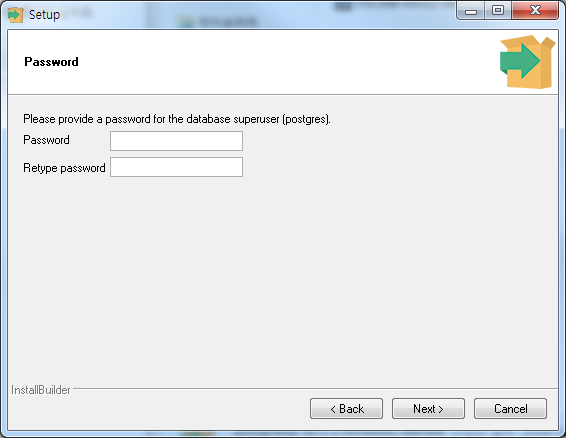 Setup
Password
Please provide a password for the database superuser (postgres).
Password
Retype password
InstallBuilder
< Back
Next >
Cancel